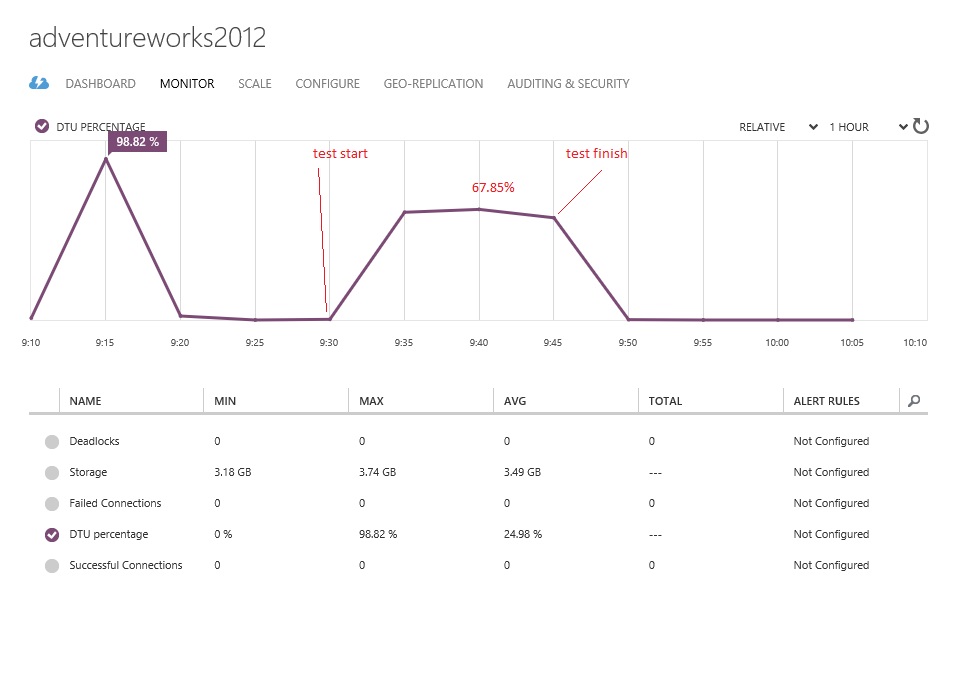 adventureworks2012
DASHBOARD MONITOR SCALE CONFIGURE GEO-REPLICATION AUDITING & SECURITY
DTU PERCENTAGE RELATIVE 1 HOUR
98.82 %
test start test finish
67.85%
9:10 9:15 9:20 9:25 9:30 9:35 9:40 9:45 9:50 9:55 10:00 10:05 10:10
NAME MIN MAX AVG TOTAL ALERT RULES
Deadlocks 0 0 0 0 Not Configured
Storage 3.18 GB 3.74 GB 3.49 GB --- Not Configured
Failed Connections 0 0 0 0 Not Configured
DTU percentage 0 % 98.82 % 24.98 % --- Not Configured
Successful Connections 0 0 0 0 Not Configured